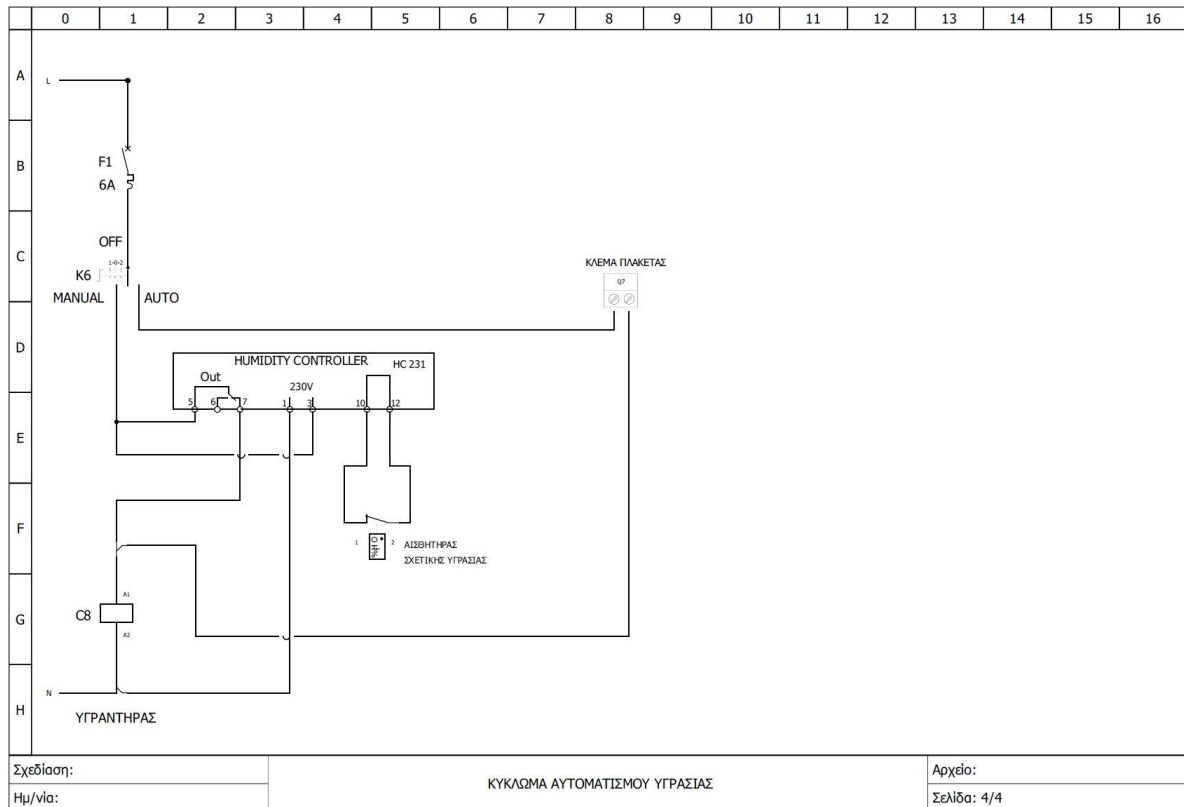 0 1 2 3 4 5 6 7 8 9 10 11 12 13 14 15 16
A
L
B
F1
6A
C
OFF
1-0-2
K6
MANUAL AUTO
ΚΛΕΜΑ ΠΛΑΚΕΤΑΣ
Q7
D
HUMIDITY CONTROLLER HC 231
Out
230V
5 6 7 1 3 10 12
E
F
1 2
ΑΙΣΘΗΤΗΡΑΣ
ΣΧΕΤΙΚΗΣ ΥΓΡΑΣΙΑΣ
G
A1
C8
A2
H
N
ΥΓΡΑΝΤΗΡΑΣ
Σχεδίαση:
Ημ/νία:
ΚΥΚΛΩΜΑ ΑΥΤΟΜΑΤΙΣΜΟΥ ΥΓΡΑΣΙΑΣ
Αρχείο:
Σελίδα: 4/4